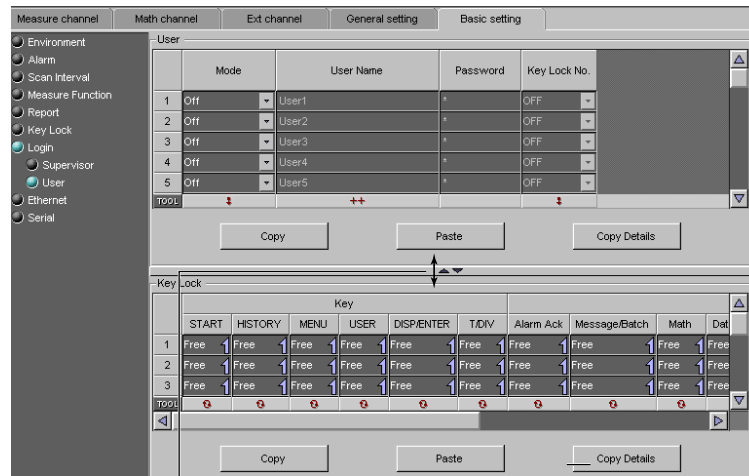 Measure channel Math channel Ext channel General setting Basic setting
Environment
Alarm
Scan Interval
Measure Function
Report
Key Lock
Login
Supervisor
User
Ethernet
Serial
User
Mode User Name Password Key Lock No.
1 Off User1 * OFF
2 Off User2 * OFF
3 Off User3 * OFF
4 Off User4 * OFF
5 Off User5 * OFF
TOOL ++
Copy Paste Copy Details
Key Lock
Key
START HISTORY MENU USER DISP/ENTER T/DIV Alarm Ack Message/Batch Math Dat
1 Free Free Free Free Free Free Free Free Free Free
2 Free Free Free Free Free Free Free Free Free Free
3 Free Free Free Free Free Free Free Free Free Free
TOOL
Copy Paste Copy Details